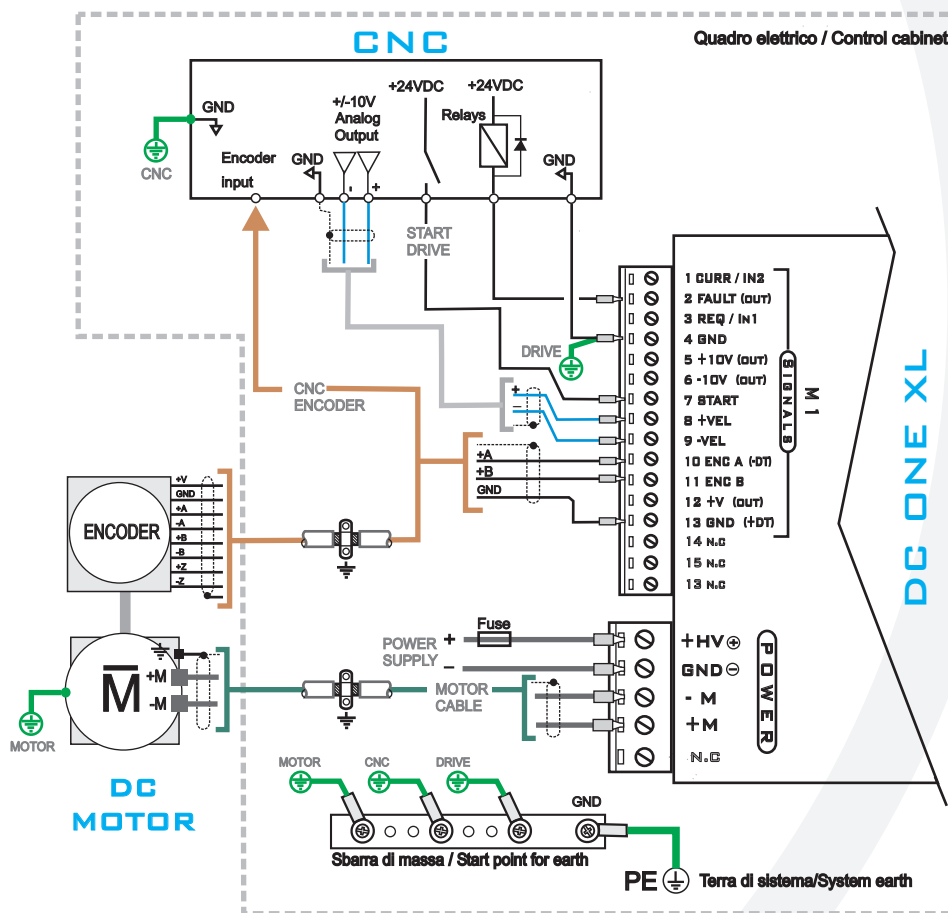 CNC
Quadro elettrico / Control cabinet
+24VDC
+24VDC
+/-10V
Analog
Output
Relays
GND
Encoder
input
GND
GND
-
+
CNC
START
DRIVE
1 CURR / IN2
2 FAULT (OUT)
3 REQ / IN1
4 GND
5 +10V (OUT)
6 -10V (OUT)
7 START
8 +VEL
9 -VEL
10 ENC A (-DT)
11 ENC B
12 +V (OUT)
13 GND (+DT)
14 N.C
15 N.C
13 N.C
SIGNALS
M1
DC ONE XL
DRIVE
CNC
ENCODER
+
-
+A
+B
GND
ENCODER
+V
GND
+A
-A
+B
-B
+Z
-Z
POWER
SUPPLY
+
-
Fuse
+HV⊕
GND⊖
- M
+M
N.C
POWER
M
+M
-M
MOTOR
CABLE
MOTOR
DC
MOTOR
MOTOR
CNC
DRIVE
GND
Sbarra di massa / Start point for earth
PE
Terra di sistema/System earth